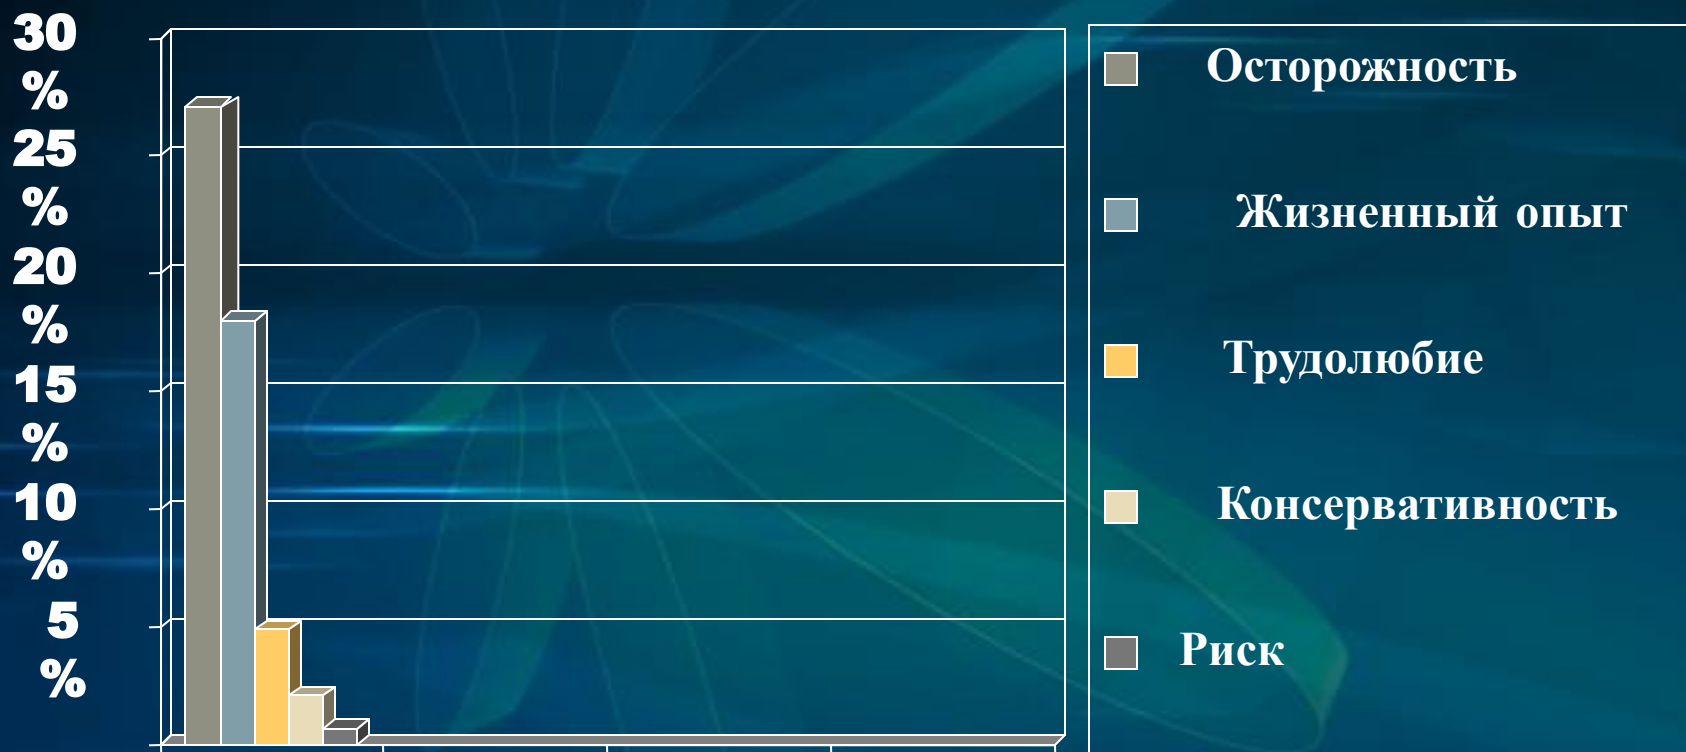 30
%
25
%
20
%
15
%
10
%
5
%
Осторожность
Жизненный опыт
Трудолюбие
Консервативность
Риск